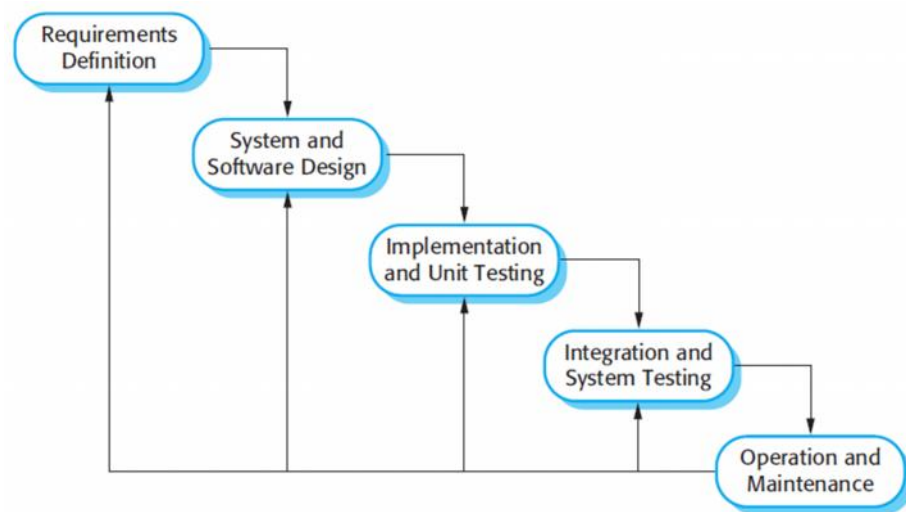 Requirements
Definition
System and
Software Design
Implementation
and Unit Testing
Integration and
System Testing
Operation and
Maintenance